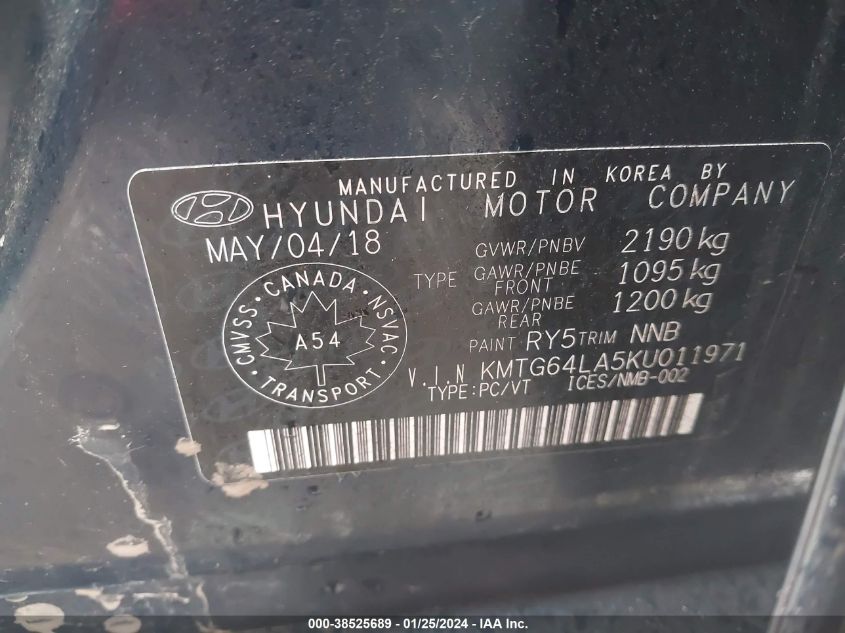 MANUFACTURED IN KOREA BY
HYUNDAI MOTOR COMPANY
MAY/04/18
GVWR/PNBV 2190 kg
TYPE GAWR/PNBE FRONT 1095 kg
GAWR/PNBE REAR 1200 kg
PAINT RY5 TRIM NNB
V.I.N KMTG64LA5KU011971
TYPE:PC/VT ICES/NMB-002
CMVSS · CANADA · NSVAC
A54
· TRANSPORT ·
000-38525689 - 01/25/2024 - IAA Inc.